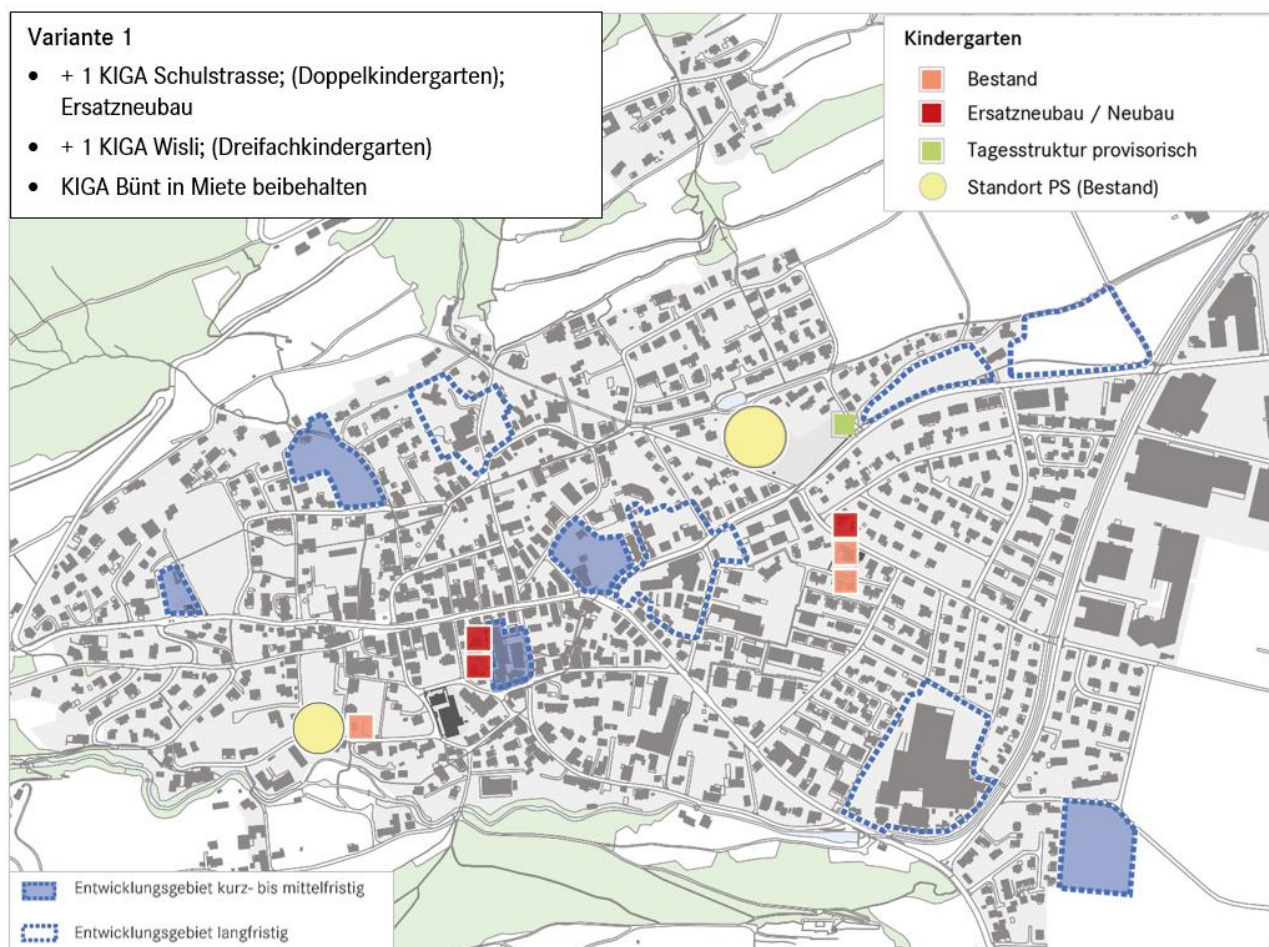 Variante 1
• + 1 KIGA Schulstrasse; (Doppelkindergarten);
Ersatzneubau
• + 1 KIGA Wisli; (Dreifachkindergarten)
• KIGA Bünt in Miete beibehalten
Kindergarten
Bestand
Ersatzneubau / Neubau
Tagesstruktur provisorisch
Standort PS (Bestand)
Entwicklungsgebiet kurz- bis mittelfristig
Entwicklungsgebiet langfristig